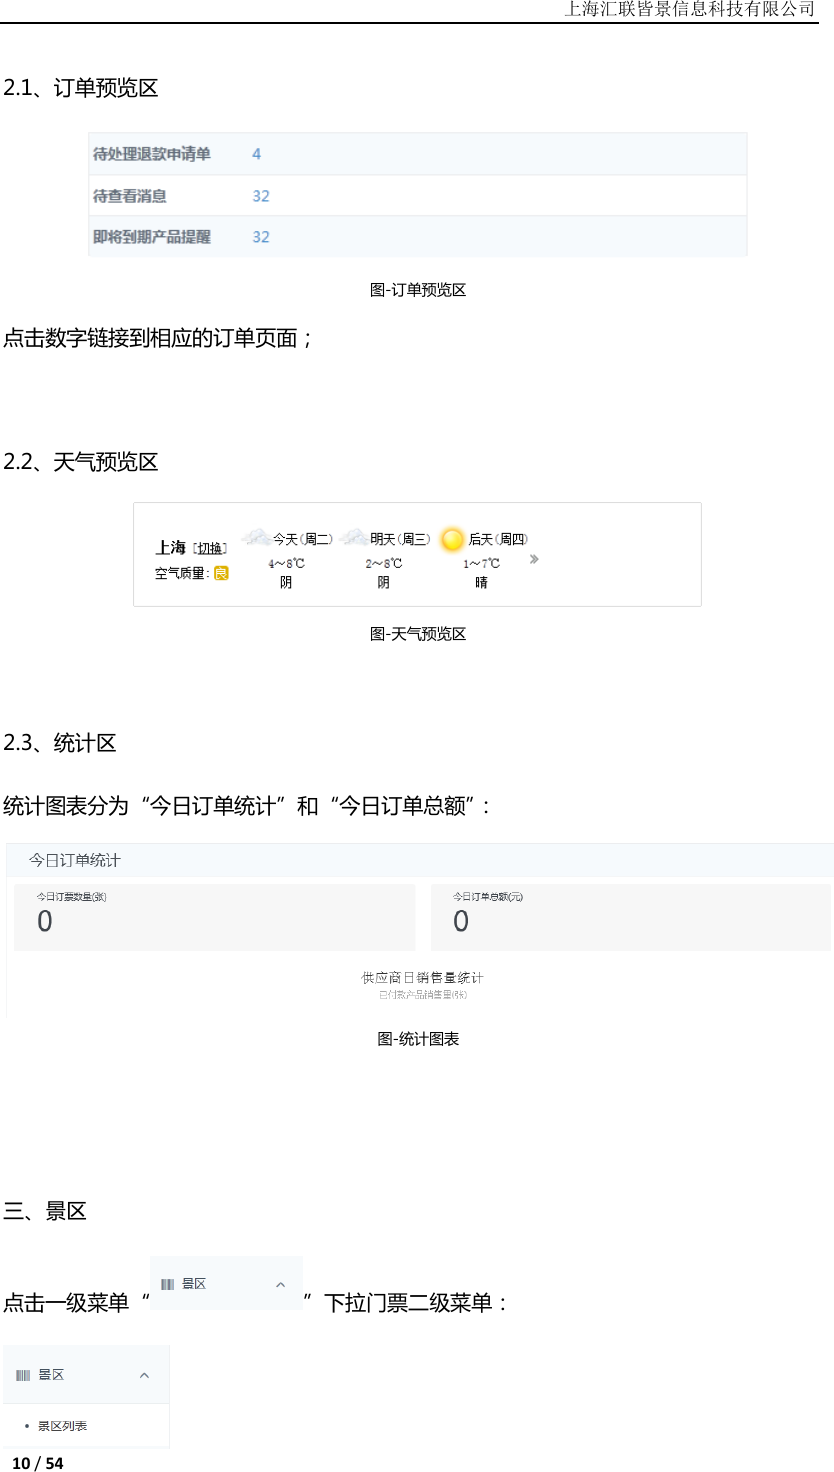 上海汇联皆景信息科技有限公司
2.1、订单预览区
待处理退款申请单 4
待查看消息 32
即将到期产品提醒 32
图-订单预览区
点击数字链接到相应的订单页面；
2.2、天气预览区
上海 [切换] 今天(周二) 明天(周三) 后天(周四) »
空气质量：良 4～8℃ 2～8℃ 1～7℃
阴 阴 晴
图-天气预览区
2.3、统计区
统计图表分为“今日订单统计”和“今日订单总额”：
今日订单统计
今日订票数量(张) 今日订单总额(元)
0 0
供应商日销售量统计
已付款产品销售量(张)
图-统计图表
三、景区
点击一级菜单“ 景区 ”下拉门票二级菜单：
景区
• 景区列表
10 / 54